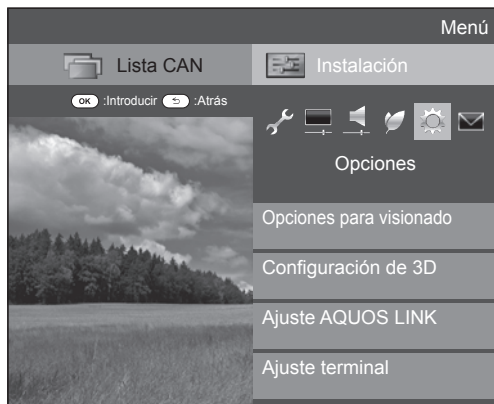 Menú
Lista CAN
Instalación
OK :Introducir :Atrás
Opciones
Opciones para visionado
Configuración de 3D
Ajuste AQUOS LINK
Ajuste terminal